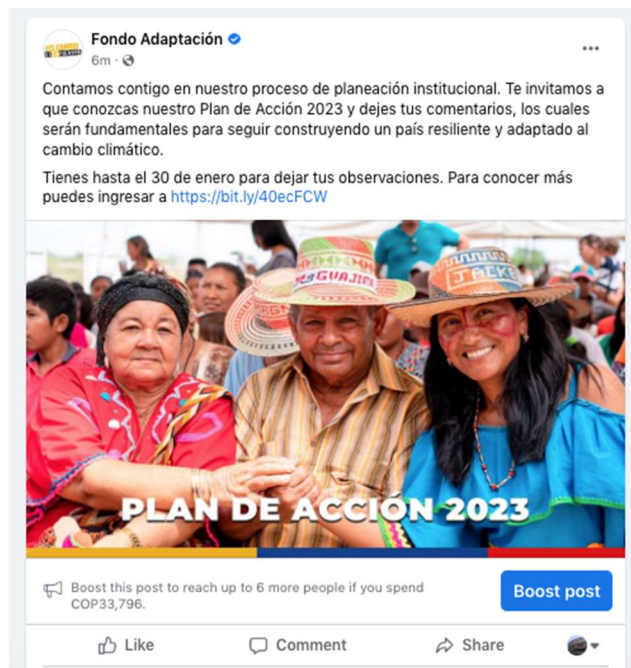 Fondo Adaptación
6m ·
Contamos contigo en nuestro proceso de planeación institucional. Te invitamos a
que conozcas nuestro Plan de Acción 2023 y dejes tus comentarios, los cuales
serán fundamentales para seguir construyendo un país resiliente y adaptado al
cambio climático.
Tienes hasta el 30 de enero para dejar tus observaciones. Para conocer más
puedes ingresar a https://bit.ly/40ecFCW
GUAJIRA
JACKE
PLAN DE ACCIÓN 2023
Boost this post to reach up to 6 more people if you spend
COP33,796.
Boost post
Like
Comment
Share